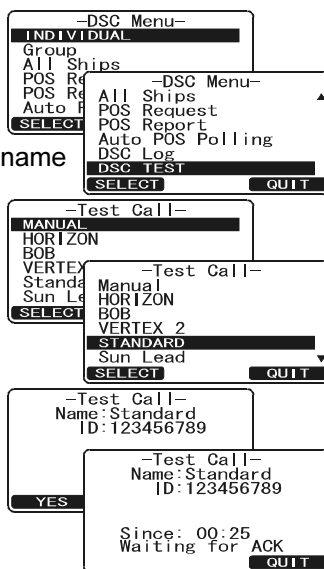 -DSC Menu-
INDIVIDUAL
Group
All Ships
POS Re
POS Re
Auto
SELECT
name
-DSC Menu-
All Ships
POS Request
POS Report
Auto POS Polling
DSC Log
DSC TEST
SELECT QUIT
-Test Call-
MANUAL
HORIZON
BOB
VERTEX
Standa
Sun Le
SELECT
-Test Call-
Manual
HORIZON
BOB
VERTEX 2
STANDARD
Sun Lead
SELECT QUIT
-Test Call-
Name:Standard
ID:123456789
YES
-Test Call-
Name:Standard
ID:123456789
Since: 00:25
Waiting for ACK
QUIT